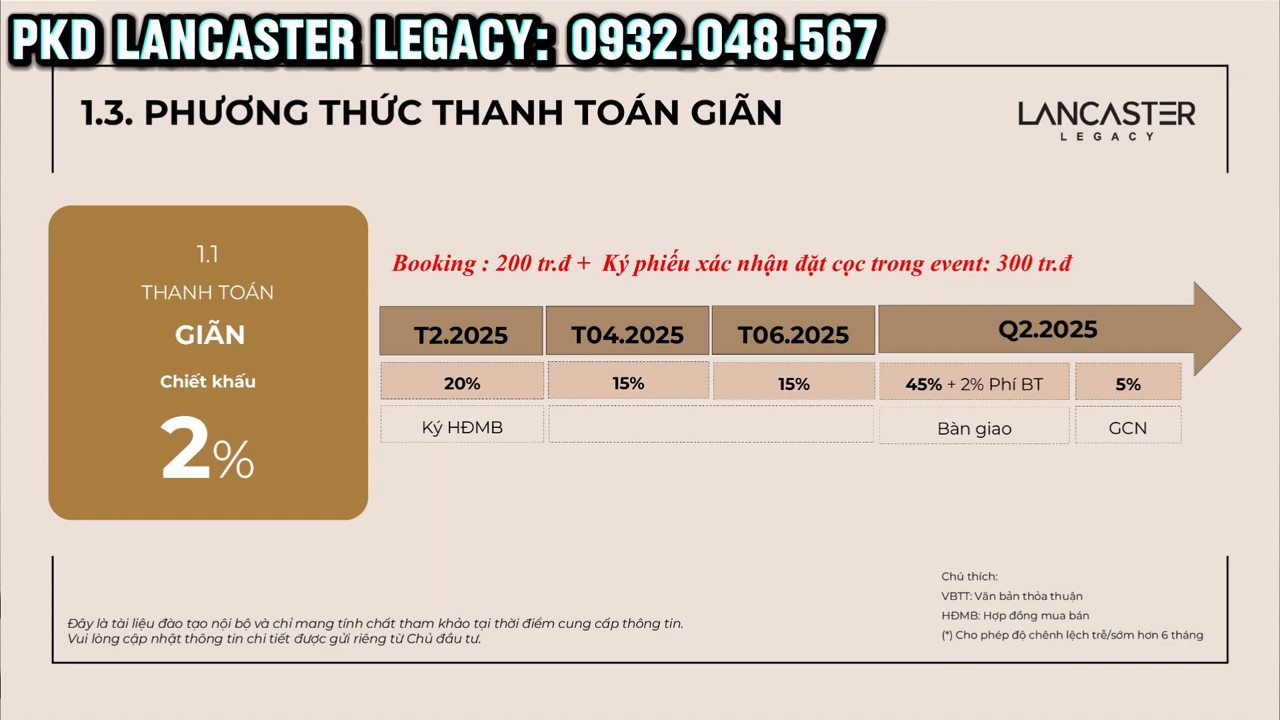 PKD LANCASTER LEGACY: 0932.048.567
1.3. PHƯƠNG THỨC THANH TOÁN GIÃN
LANCASTER
LEGACY
1.1
THANH TOÁN
GIÃN
Chiết khấu
2%
Booking : 200 tr.đ + Ký phiếu xác nhận đặt cọc trong event: 300 tr.đ
T2.2025 T04.2025 T06.2025 Q2.2025
20% 15% 15% 45% + 2% Phí BT 5%
Ký HĐMB Bàn giao GCN
Chú thích:
VBTT: Văn bản thỏa thuận
HĐMB: Hợp đồng mua bán
(*) Cho phép độ chênh lệch trễ/sớm hơn 6 tháng
Đây là tài liệu đào tạo nội bộ và chỉ mang tính chất tham khảo tại thời điểm cung cấp thông tin.
Vui lòng cập nhật thông tin chi tiết được gửi riêng từ Chủ đầu tư.